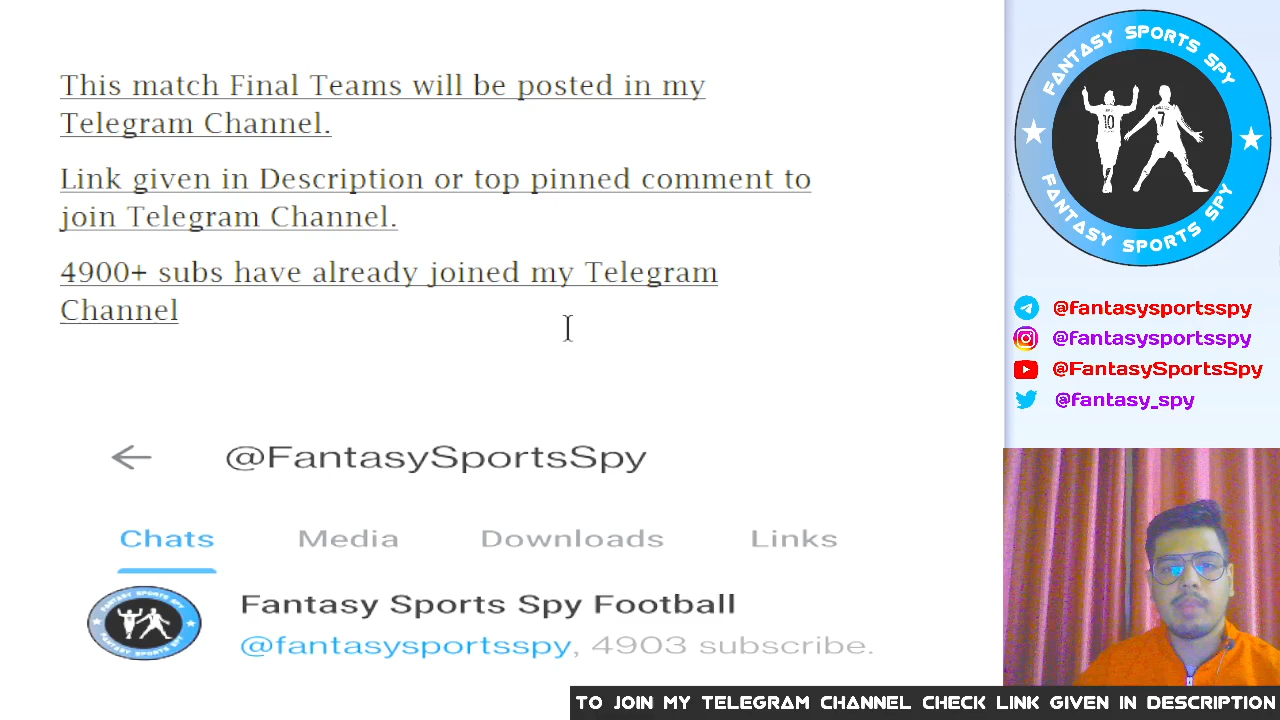 This match Final Teams will be posted in my
Telegram Channel.
Link given in Description or top pinned comment to
join Telegram Channel.
4900+ subs have already joined my Telegram
Channel
@FantasySportsSpy
Chats Media Downloads Links
Fantasy Sports Spy Football
@fantasysportsspy, 4903 subscribe.
FANTASY SPORTS SPY
10 7
FANTASY SPORTS SPY
@fantasysportsspy
@fantasysportsspy
@FantasySportsSpy
@fantasy_spy
TO JOIN MY TELEGRAM CHANNEL CHECK LINK GIVEN IN DESCRIPTION